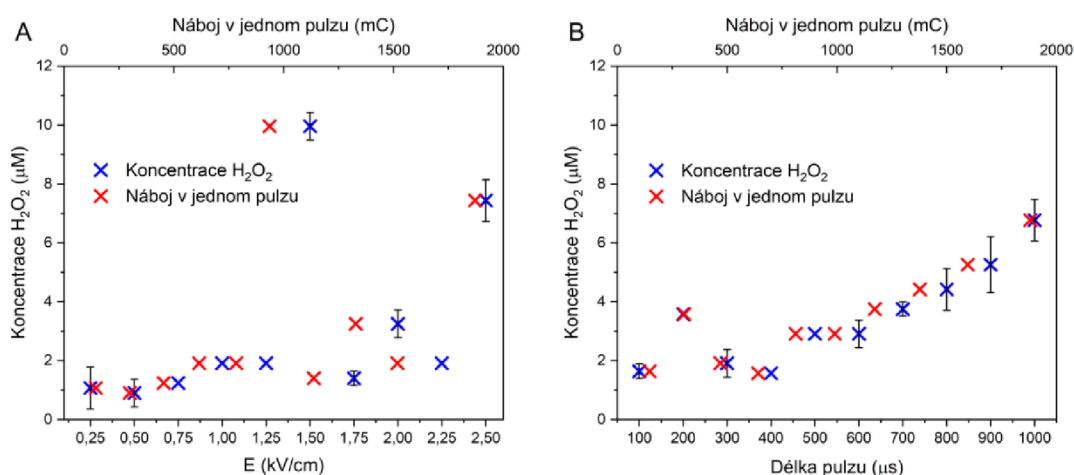 A
Náboj v jednom pulzu (mC)
0 500 1000 1500 2000
12
10
8
6
4
2
0
Koncentrace H₂O₂ (μM)
Koncentrace H₂O₂
Náboj v jednom pulzu
0,25 0,50 0,75 1,00 1,25 1,50 1,75 2,00 2,25 2,50
E (kV/cm)
B
Náboj v jednom pulzu (mC)
0 500 1000 1500 2000
12
10
8
6
4
2
0
Koncentrace H₂O₂ (μM)
Koncentrace H₂O₂
Náboj v jednom pulzu
100 200 300 400 500 600 700 800 900 1000
Délka pulzu (μs)